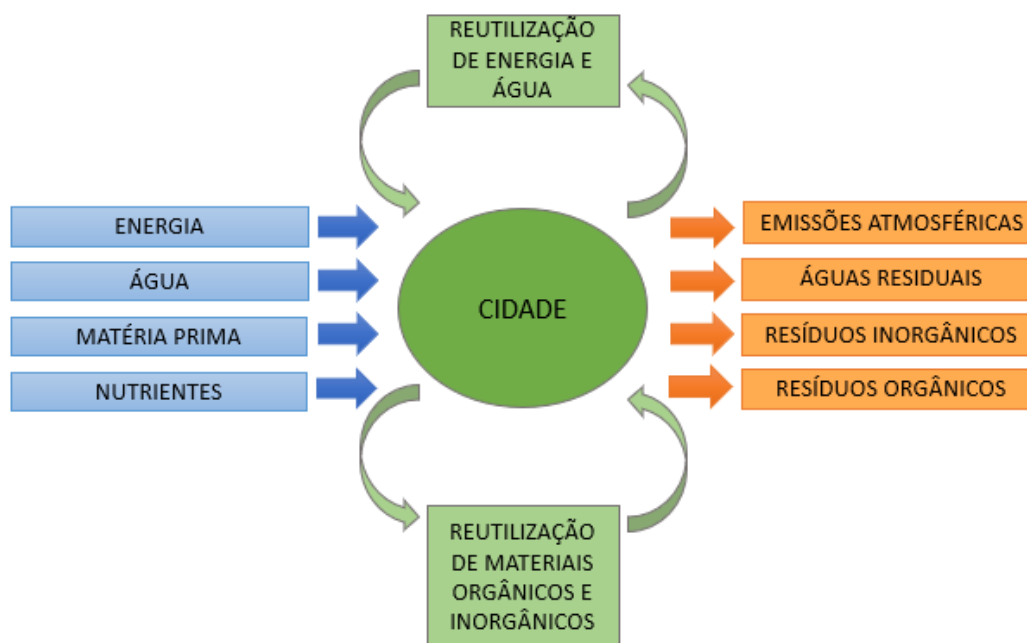 REUTILIZAÇÃO
DE ENERGIA E
ÁGUA
ENERGIA
ÁGUA
MATÉRIA PRIMA
NUTRIENTES
CIDADE
EMISSÕES ATMOSFÉRICAS
ÁGUAS RESIDUAIS
RESÍDUOS INORGÂNICOS
RESÍDUOS ORGÂNICOS
REUTILIZAÇÃO
DE MATERIAIS
ORGÂNICOS E
INORGÂNICOS